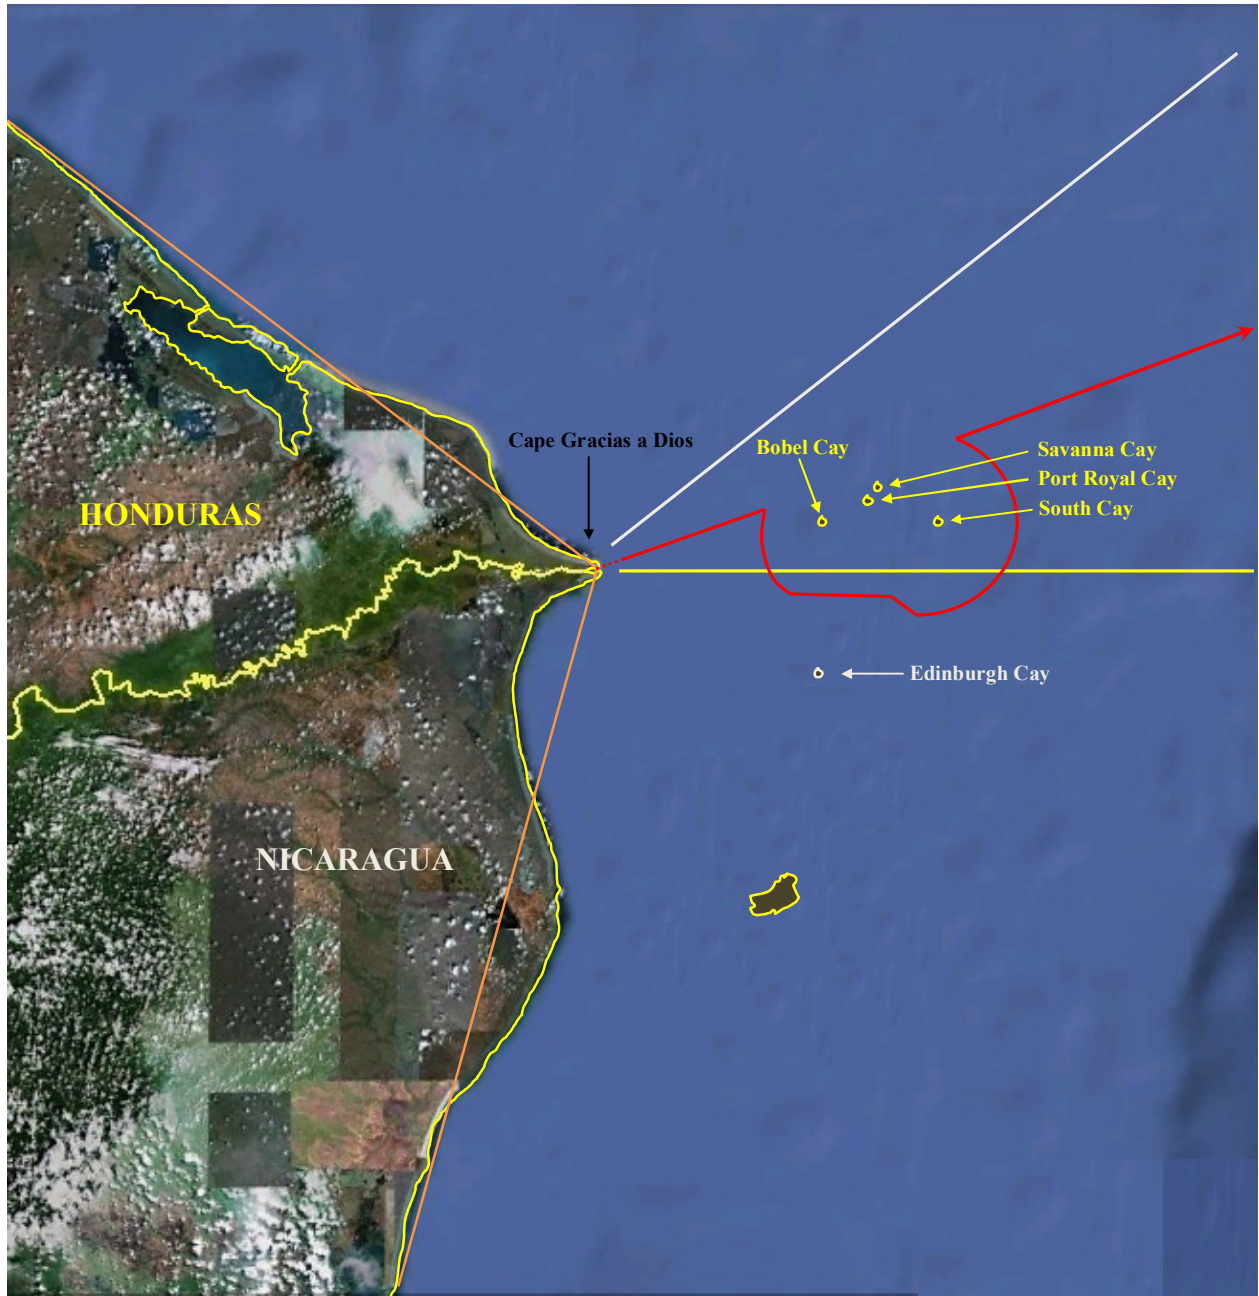 Cape Gracias a Dios
Bobel Cay
Savanna Cay
Port Royal Cay
South Cay
HONDURAS
Edinburgh Cay
NICARAGUA